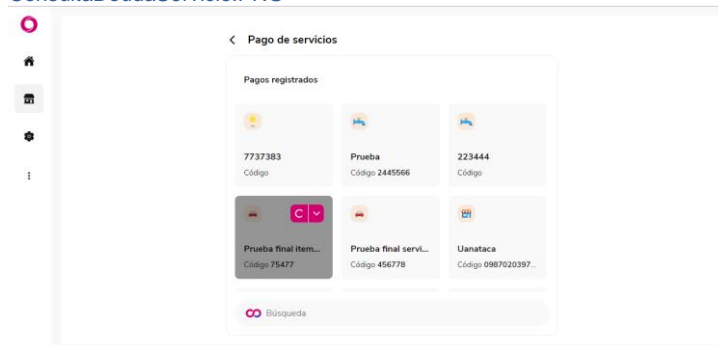 Pago de servicios
Pagos registrados
7737383
Código
Prueba
Código 2445566
223444
Código
C
Prueba final item...
Código 75477
Prueba final servi...
Código 456778
Uanataca
Código 0987020397...
Búsqueda